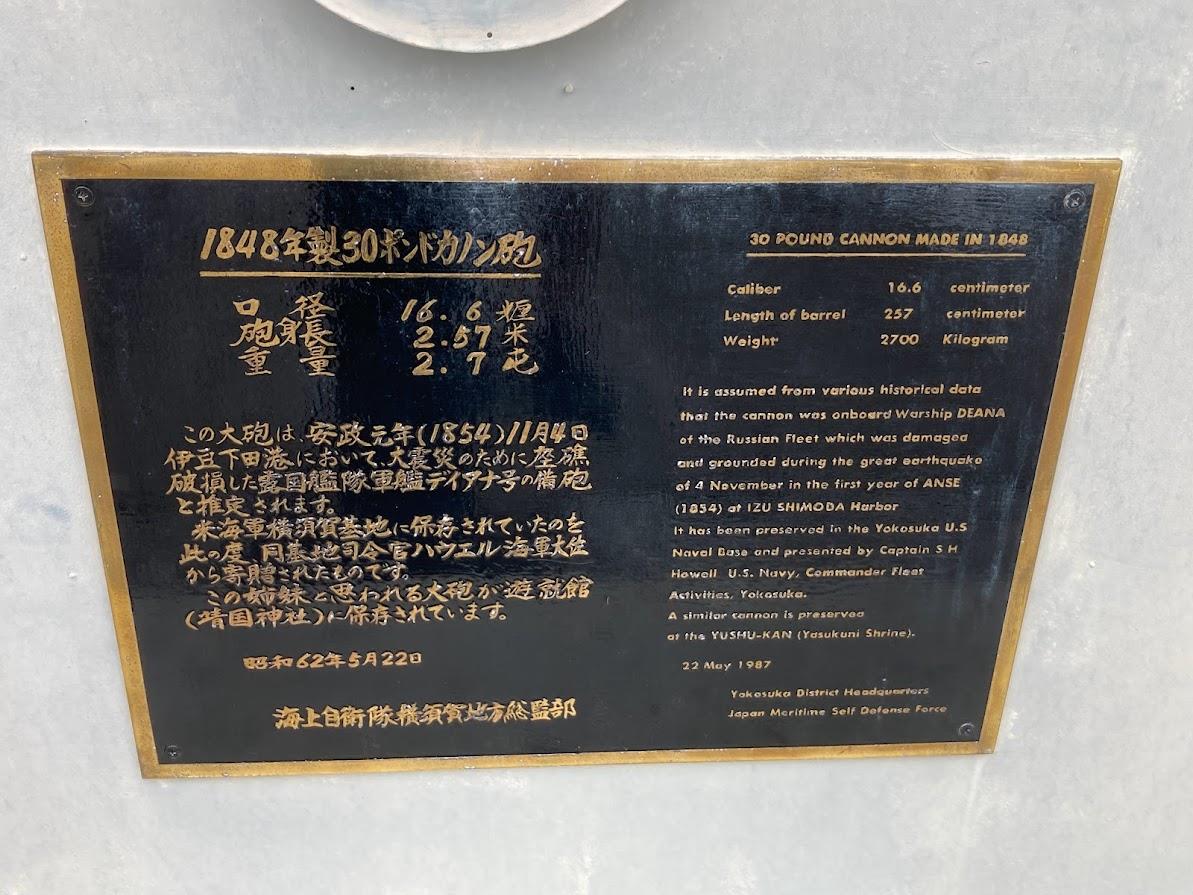 1848年製30ポンドカノン砲
口径 16.6 糎
砲身長 2.57 米
重量 2.7 屯
この大砲は、安政元年(1854)11月4日
伊豆下田港において、大震災のために座礁
破損した露国艦隊軍艦デイアナ号の備砲
と推定されます。
米海軍横須賀基地に保存されていたのを
此の度、同基地司令官ハウエル海軍大佐
から寄贈されたものです。
この姉妹と思われる大砲が遊就館
(靖国神社)に保存されています。
昭和62年5月22日
海上自衛隊横須賀地方総監部
30 POUND CANNON MADE IN 1848
Caliber 16.6 centimeter
Length of barrel 257 centimeter
Weight 2700 Kilogram
It is assumed from various historical data
that the cannon was onboard Warship DEANA
of the Russian Fleet which was damaged
and grounded during the great earthquake
of 4 November in the first year of ANSE
(1854) at IZU SHIMODA Harbor
It has been preserved in the Yokosuka U.S
Naval Base and presented by Captain S H
Howell U.S. Navy, Commander Fleet
Activities, Yokosuka.
A similar cannon is preserved
at the YUSHU-KAN (Yasukuni Shrine).
22 May 1987
Yokosuka District Headquarters
Japan Meritime Self Defense Force